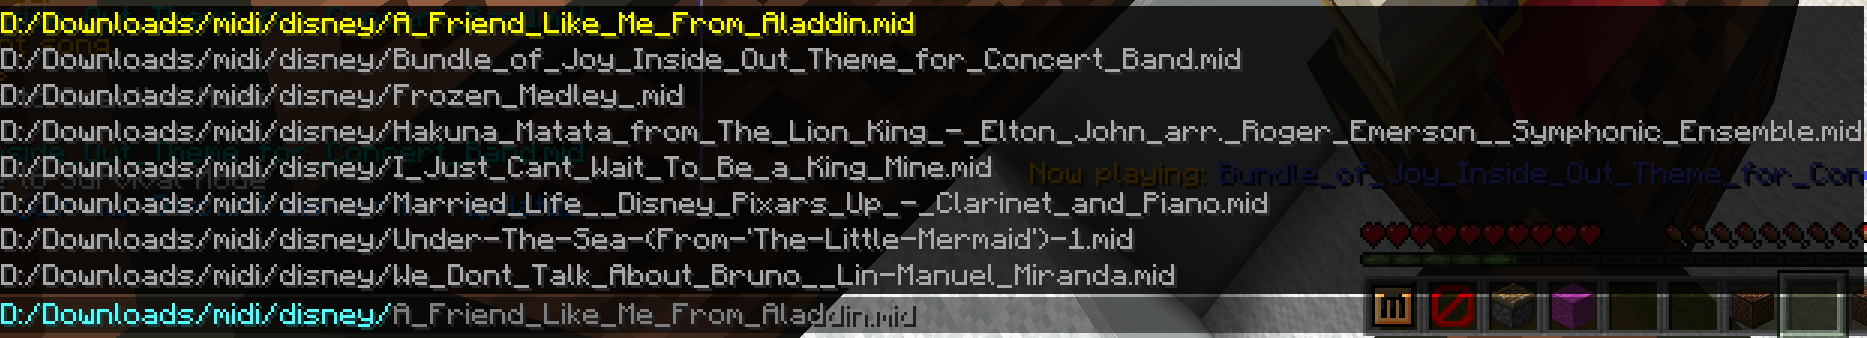 D:/Downloads/midi/disney/A_Friend_Like_Me_From_Aladdin.mid
D:/Downloads/midi/disney/Bundle_of_Joy_Inside_Out_Theme_for_Concert_Band.mid
D:/Downloads/midi/disney/Frozen_Medley_.mid
D:/Downloads/midi/disney/Hakuna_Matata_from_The_Lion_King_-_Elton_John_arr._Roger_Emerson__Symphonic_Ensemble.mid
D:/Downloads/midi/disney/I_Just_Cant_Wait_To_Be_a_King_Mine.mid
Now playing: Bundle_of_Joy_Inside_Out_Theme_for_Con
D:/Downloads/midi/disney/Married_Life__Disney_Pixars_Up_-_Clarinet_and_Piano.mid
D:/Downloads/midi/disney/Under-The-Sea-(From-'The-Little-Mermaid')-1.mid
D:/Downloads/midi/disney/We_Dont_Talk_About_Bruno__Lin-Manuel_Miranda.mid
D:/Downloads/midi/disney/A_Friend_Like_Me_From_Aladdin.mid